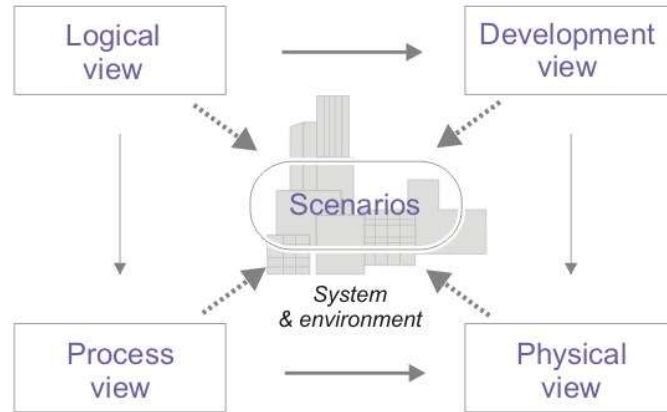 Logical
view
Development
view
Scenarios
System
& environment
Process
view
Physical
view